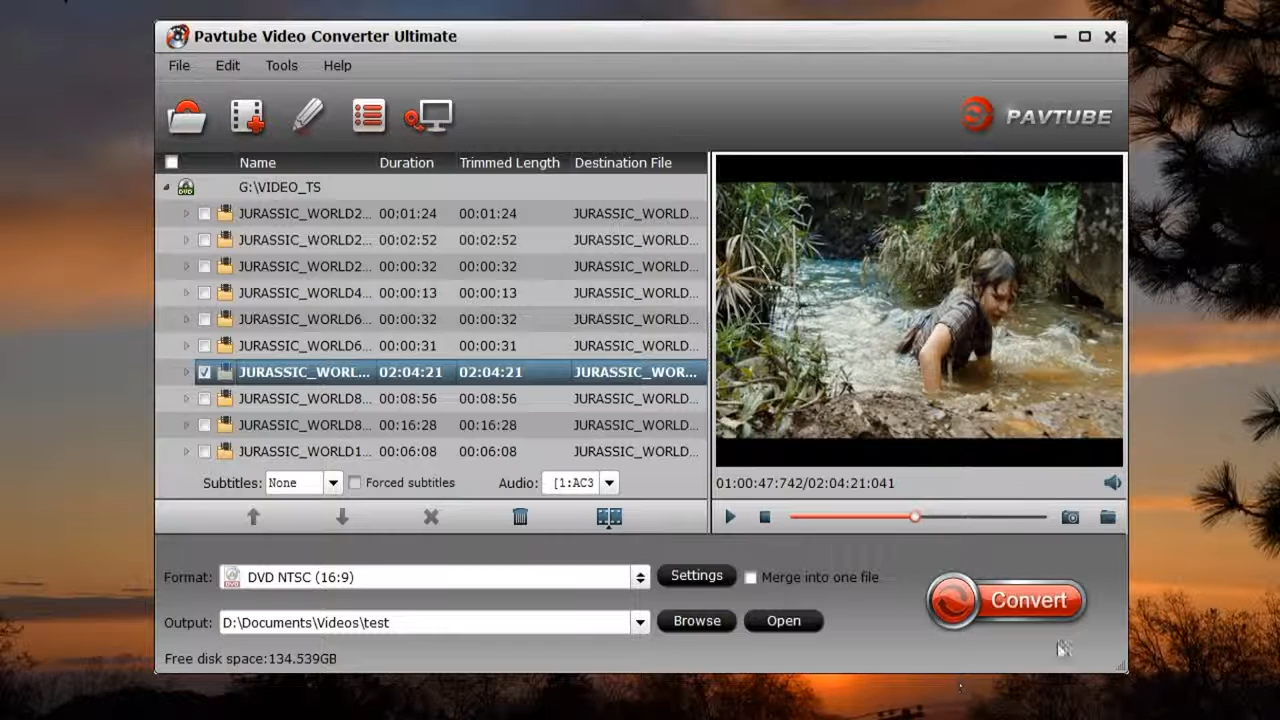 Pavtube Video Converter Ultimate
File Edit Tools Help
PAVTUBE
Name Duration Trimmed Length Destination File
DVD G:\VIDEO_TS
JURASSIC_WORLD2... 00:01:24 00:01:24 JURASSIC_WORLD...
JURASSIC_WORLD2... 00:02:52 00:02:52 JURASSIC_WORLD...
JURASSIC_WORLD2... 00:00:32 00:00:32 JURASSIC_WORLD...
JURASSIC_WORLD4... 00:00:13 00:00:13 JURASSIC_WORLD...
JURASSIC_WORLD6... 00:00:32 00:00:32 JURASSIC_WORLD...
JURASSIC_WORLD6... 00:00:31 00:00:31 JURASSIC_WORLD...
JURASSIC_WORL... 02:04:21 02:04:21 JURASSIC_WOR...
JURASSIC_WORLD8... 00:08:56 00:08:56 JURASSIC_WORLD...
JURASSIC_WORLD8... 00:16:28 00:16:28 JURASSIC_WORLD...
JURASSIC_WORLD1... 00:06:08 00:06:08 JURASSIC_WORLD...
Subtitles: None Forced subtitles Audio: [1:AC3
01:00:47:742/02:04:21:041
Format: DVD NTSC (16:9) Settings Merge into one file
Convert
Output: D:\Documents\Videos\test Browse Open
Free disk space:134.539GB